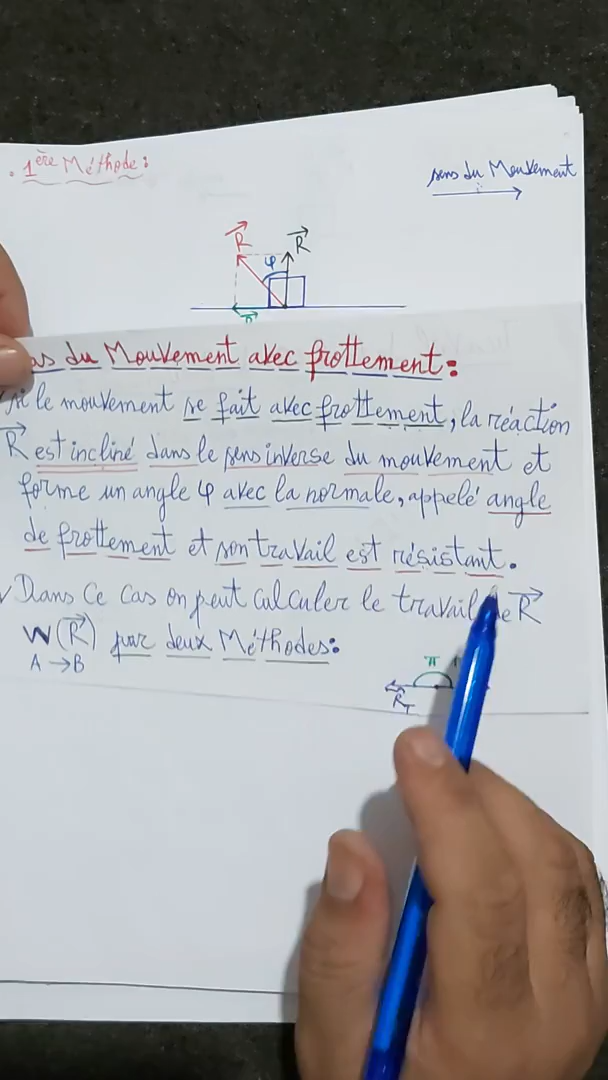 . 1ère Méthode:
sens du Mouvement
R
R
φ
as du Mouvement avec frottement:
si le mouvement se fait avec frottement, la réaction
R est incliné dans le sens inverse du mouvement et
forme un angle φ avec la normale, appelé angle
de frottement et son travail est résistant.
✓ Dans ce cas on peut calculer le travail de R
W(R) par deux Méthodes:
A → B
π
R_T